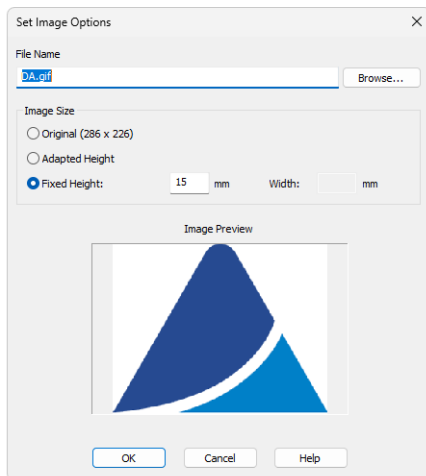 Set Image Options
File Name
DA.gif
Browse...
Image Size
Original (286 x 226)
Adapted Height
Fixed Height: 15 mm Width: mm
Image Preview
OK Cancel Help